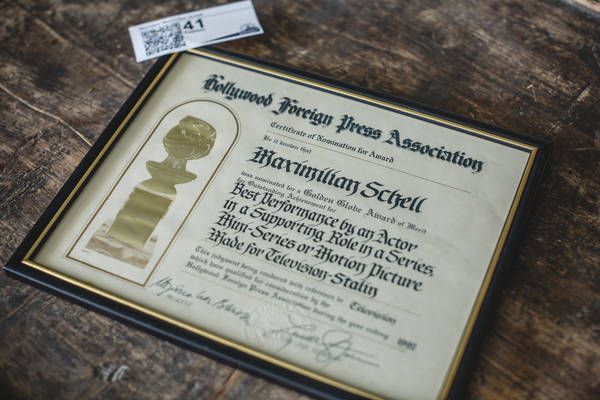 41
Hollywood Foreign Press Association
Certificate of Nomination for Award
Be it known that
Maximilian Schell
was nominated for a Golden Globe Award of Merit
for Outstanding Achievement for
Best Performance by an Actor
in a Supporting Role in a Series,
Mini-Series or Motion Picture
Made for Television-Stalin
This judgment being rendered with reference to Television
which have qualified for consideration by the
Hollywood Foreign Press Association during the year ending 1992